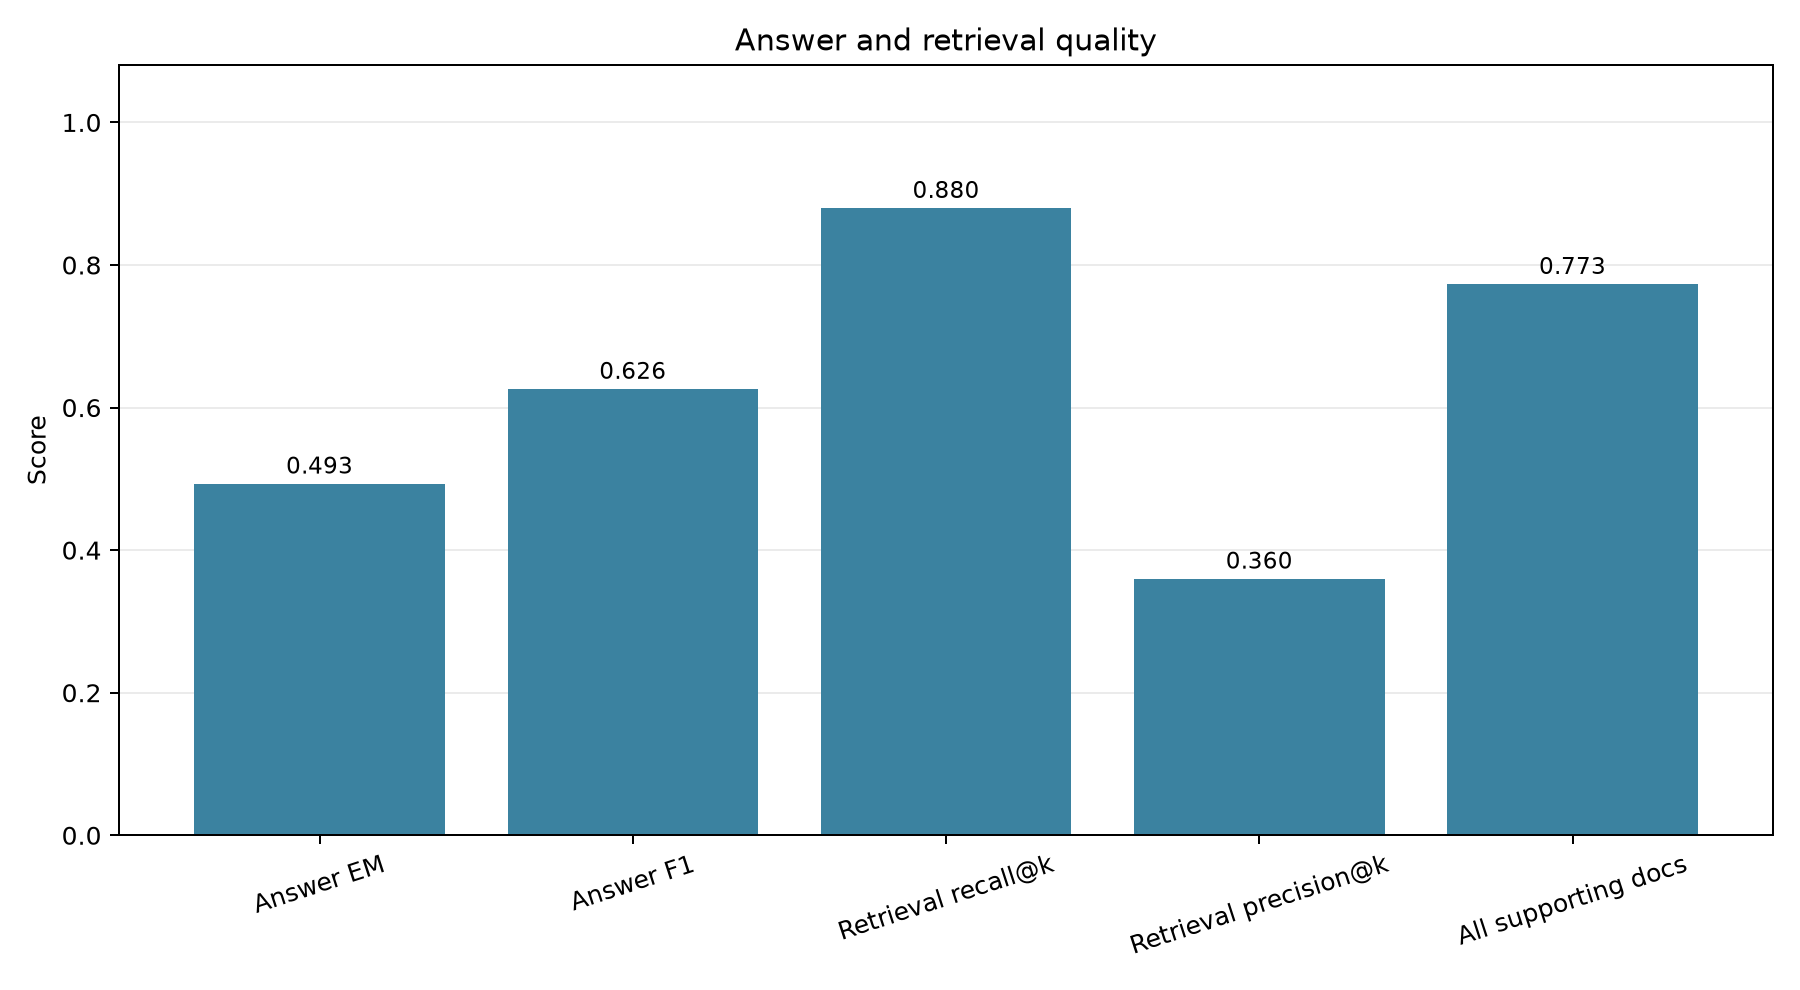 Answer and retrieval quality
Score
1.0
0.8
0.6
0.4
0.2
0.0
0.493
0.626
0.880
0.360
0.773
Answer EM
Answer F1
Retrieval recall@k
Retrieval precision@k
All supporting docs